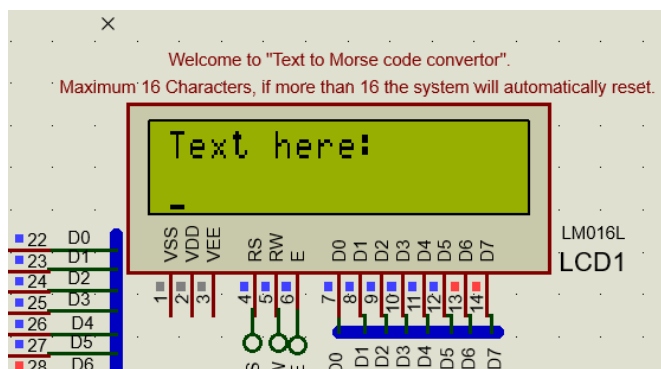 Welcome to "Text to Morse code convertor".
Maximum 16 Characters, if more than 16 the system will automatically reset.
Text here:
_
LM016L
LCD1
VSS VDD VEE RS RW E D0 D1 D2 D3 D4 D5 D6 D7
1 2 3 4 5 6 7 8 9 10 11 12 13 14
22 D0
23 D1
24 D2
25 D3
26 D4
27 D5
28 D6
D0 D1 D2 D3 D4 D5 D6 D7